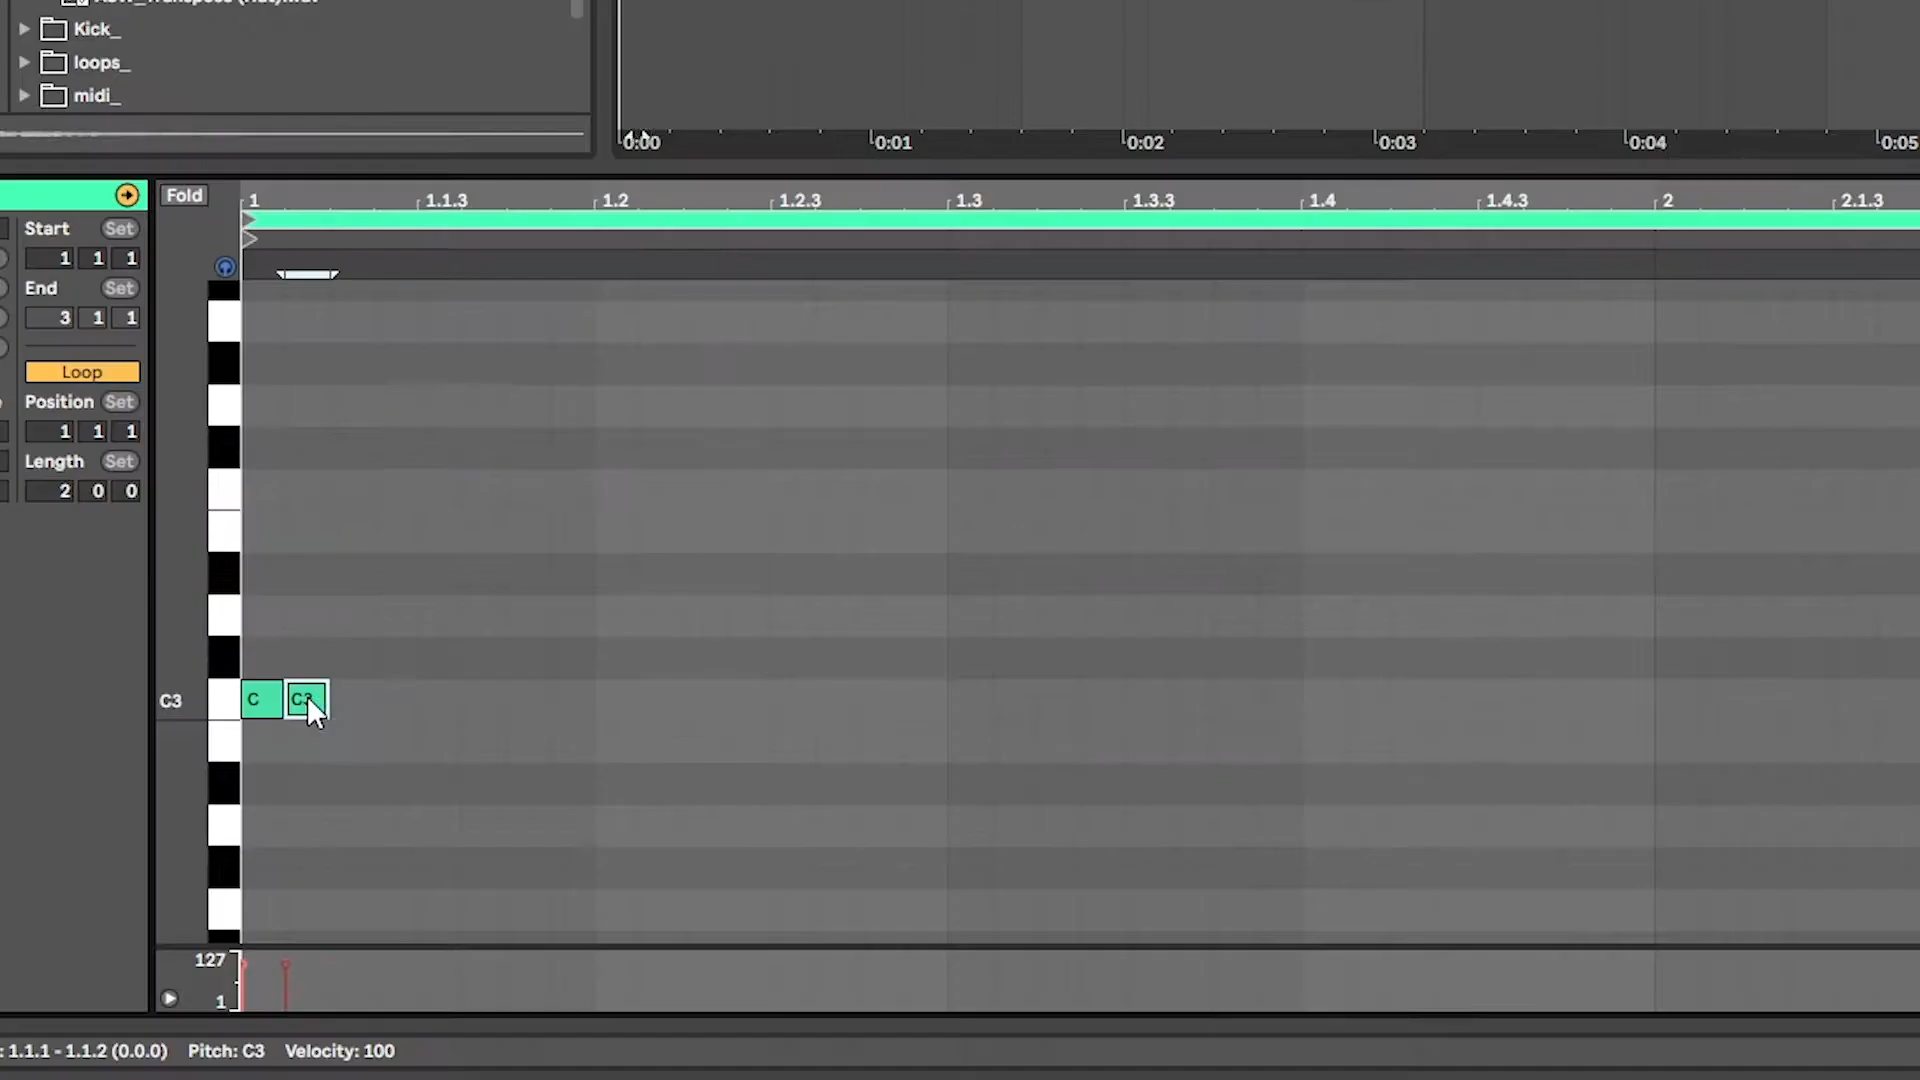 Kick_
loops_
midi_
0:00 0:01 0:02 0:03 0:04 0:05
Fold 1 1.1.3 1.2 1.2.3 1.3 1.3.3 1.4 1.4.3 2 2.1.3
Start Set
1 1 1
End Set
3 1 1
Loop
Position Set
1 1 1
Length Set
2 0 0
C3 C C3
127
1
: 1.1.1 - 1.1.2 (0.0.0) Pitch: C3 Velocity: 100